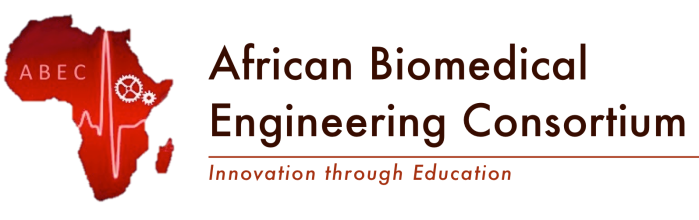 ABEC
African Biomedical
Engineering Consortium
Innovation through Education